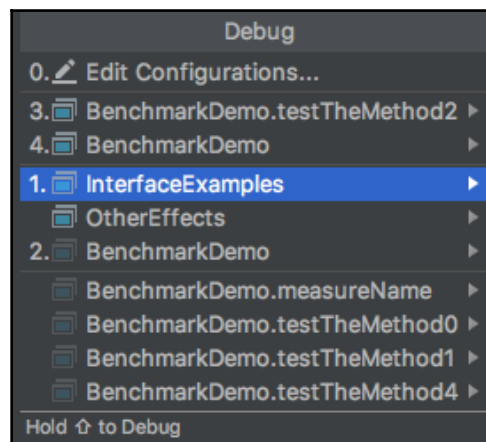 Debug
0. Edit Configurations...
3. BenchmarkDemo.testTheMethod2
4. BenchmarkDemo
1. InterfaceExamples
OtherEffects
2. BenchmarkDemo
BenchmarkDemo.measureName
BenchmarkDemo.testTheMethod0
BenchmarkDemo.testTheMethod1
BenchmarkDemo.testTheMethod4
Hold ⇧ to Debug